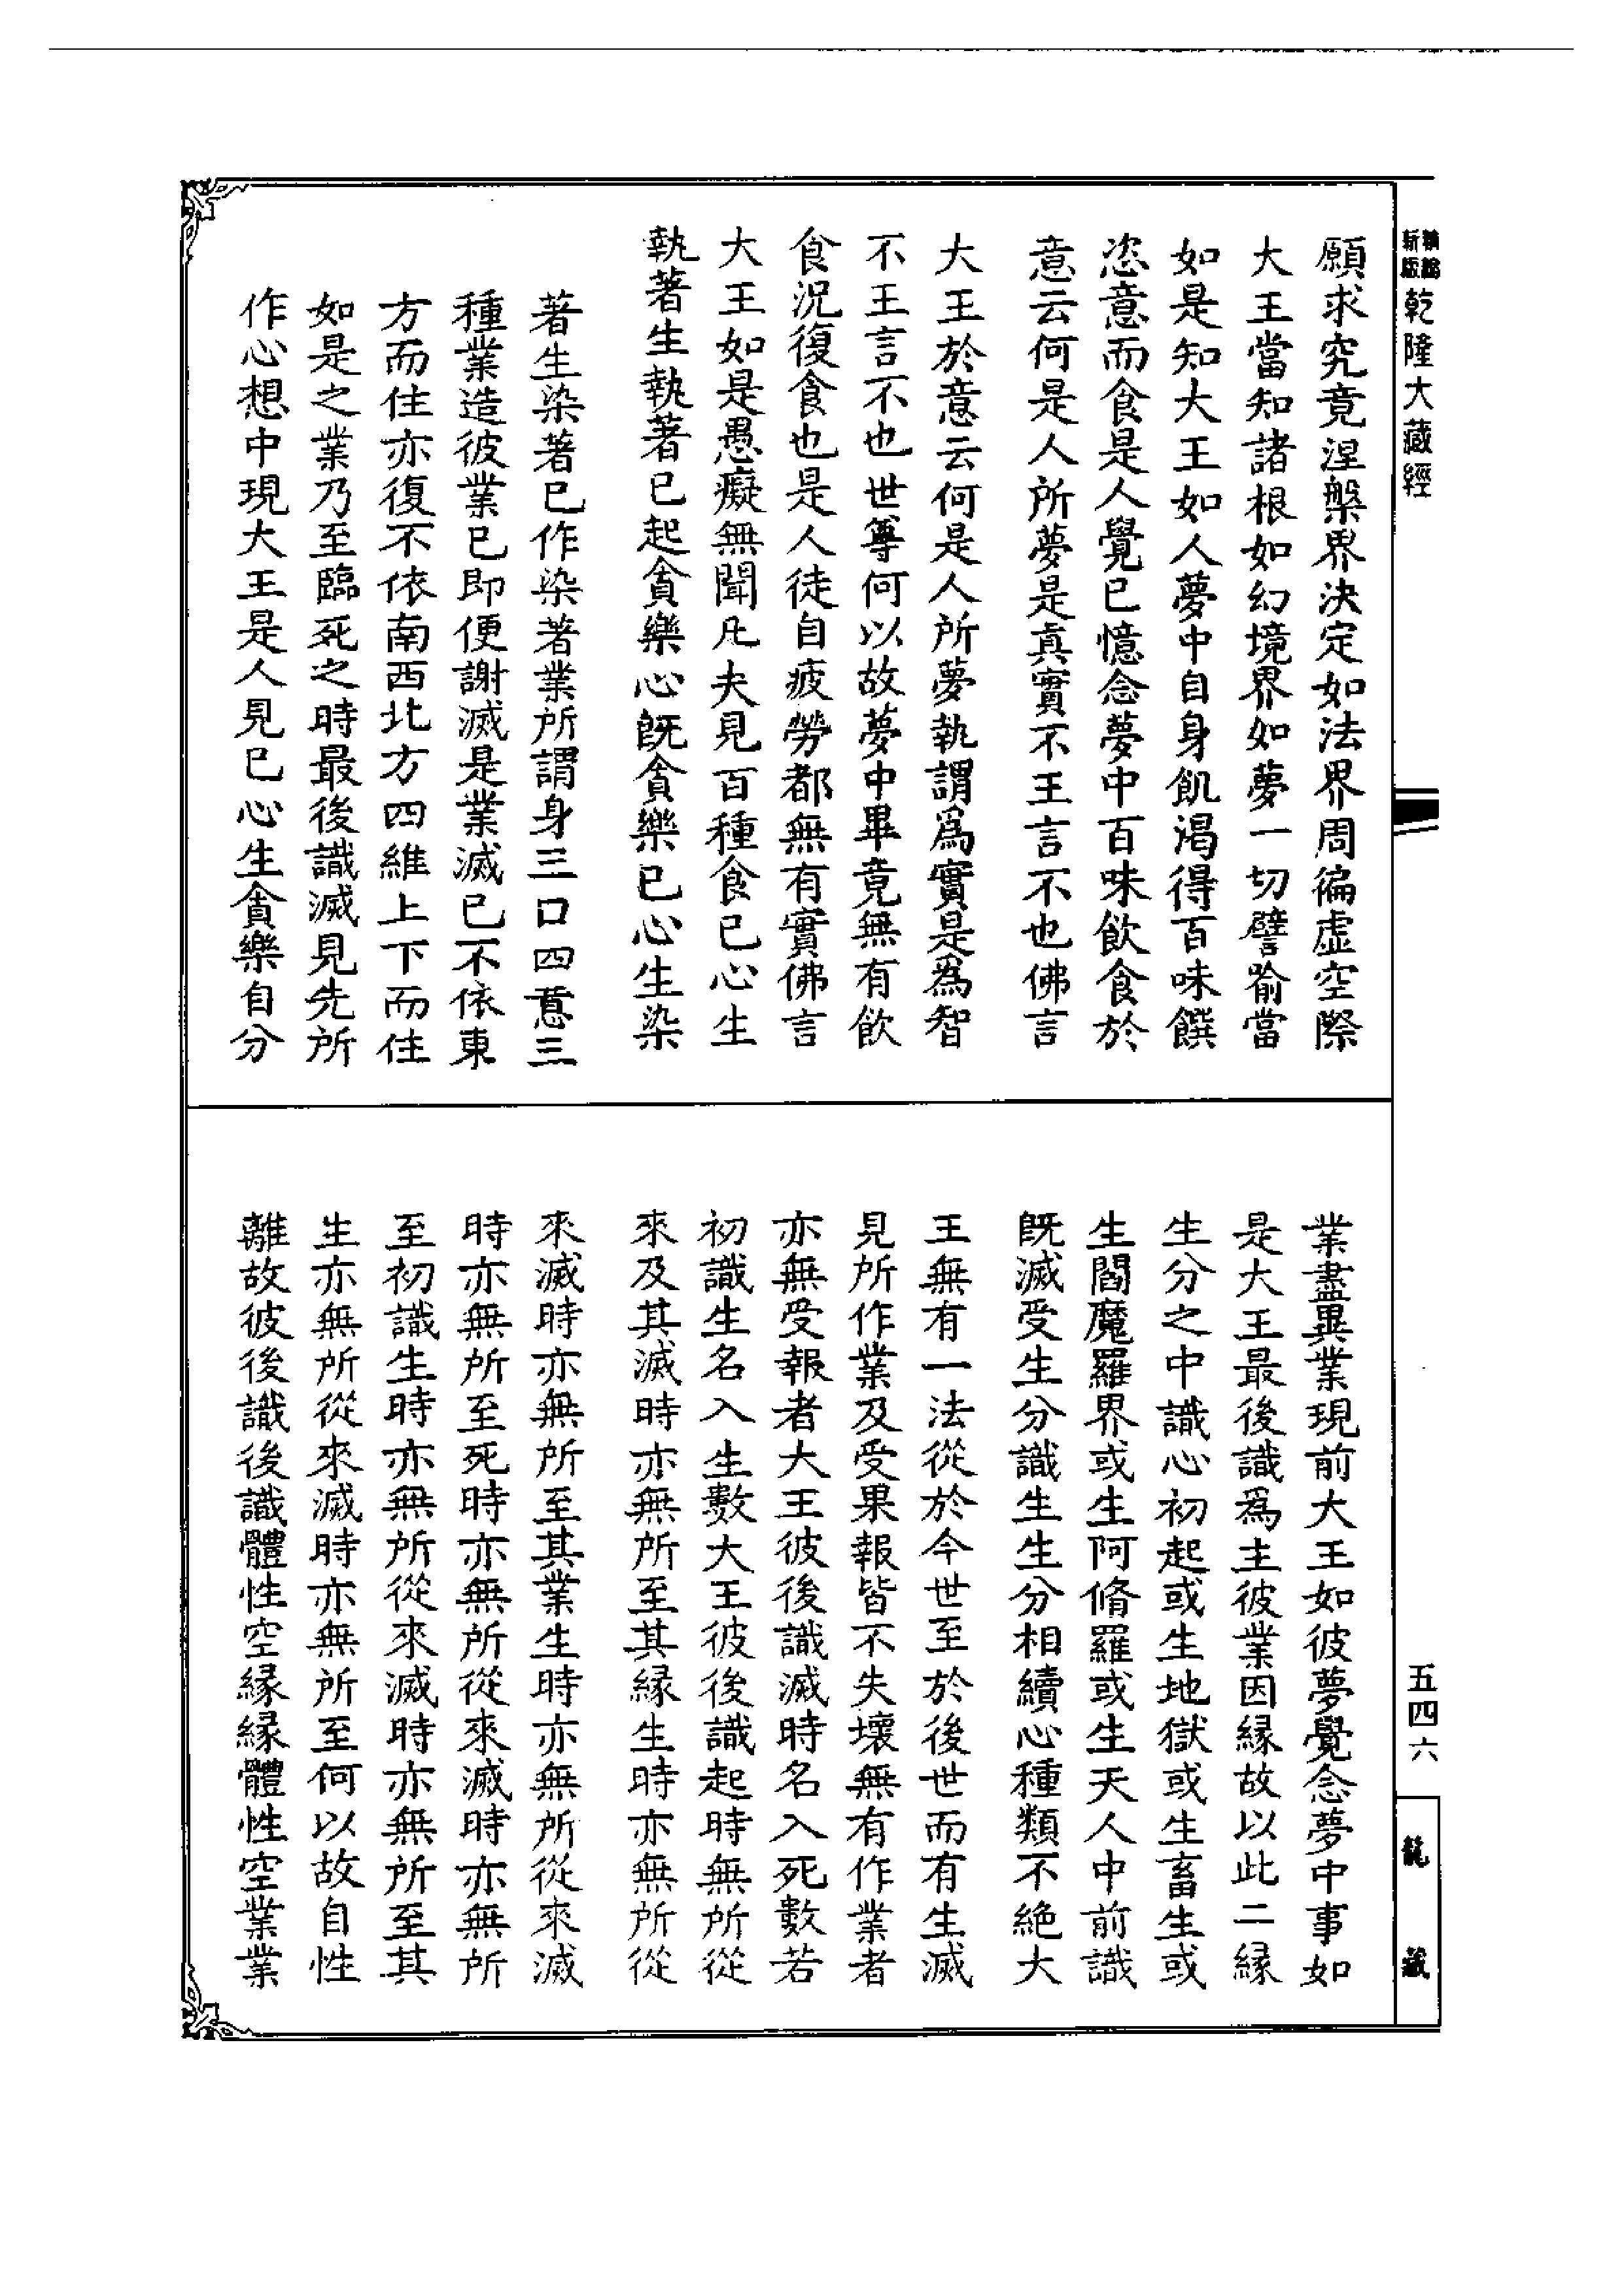 新版
乾隆大藏經
願求究竟涅槃界決定如法界周徧虛空際
大王當知諸根如幻境界如夢一切譬喻當
如是知大王如人夢中自身飢渴得百味饌
恣意而食是人覺已憶念夢中百味飲食於
意云何是人所夢是真實不王言不也佛言
大王於意云何是人所夢執謂爲實是為智
不王言不也世尊何以故夢中畢竟無有飲
食況復食也是人徒自疲勞都無有實佛言
大王如是愚癡無聞凡夫見百種食已心生
執著生執著已起貪樂心既貪樂已心生染
著生染著已作染著業所謂身三口四意三
種業造彼業已即便謝滅是業滅已不依東
方而住亦復不依南西北方四維上下而住
如是之業乃至臨死之時最後識滅見先所
作心想中現大王是人見已心生貪樂自分
業盡異業現前大王如彼夢覺念夢中事如
是大王最後識爲主彼業因緣故以此二緣
生分之中識心初起或生地獄或生畜生或
生閻魔羅界或生阿脩羅或生天人中前識
既滅受生分識生生分相續心種類不絕大
王無有一法從於今世至於後世而有生滅
見所作業及受果報皆不失壞無有作業者
亦無受報者大王彼後識滅時名入死數若
初識生名入生數大王彼後識起時無所從
來及其滅時亦無所至其緣生時亦無所從
來滅時亦無所至其業生時亦無所從來滅
時亦無所至死時亦無所從來滅時亦無所
至初識生時亦無所從來滅時亦無所至其
生亦無所從來滅時亦無所至何以故自性
離故彼後識後識體性空緣緣體性空業業
五四六